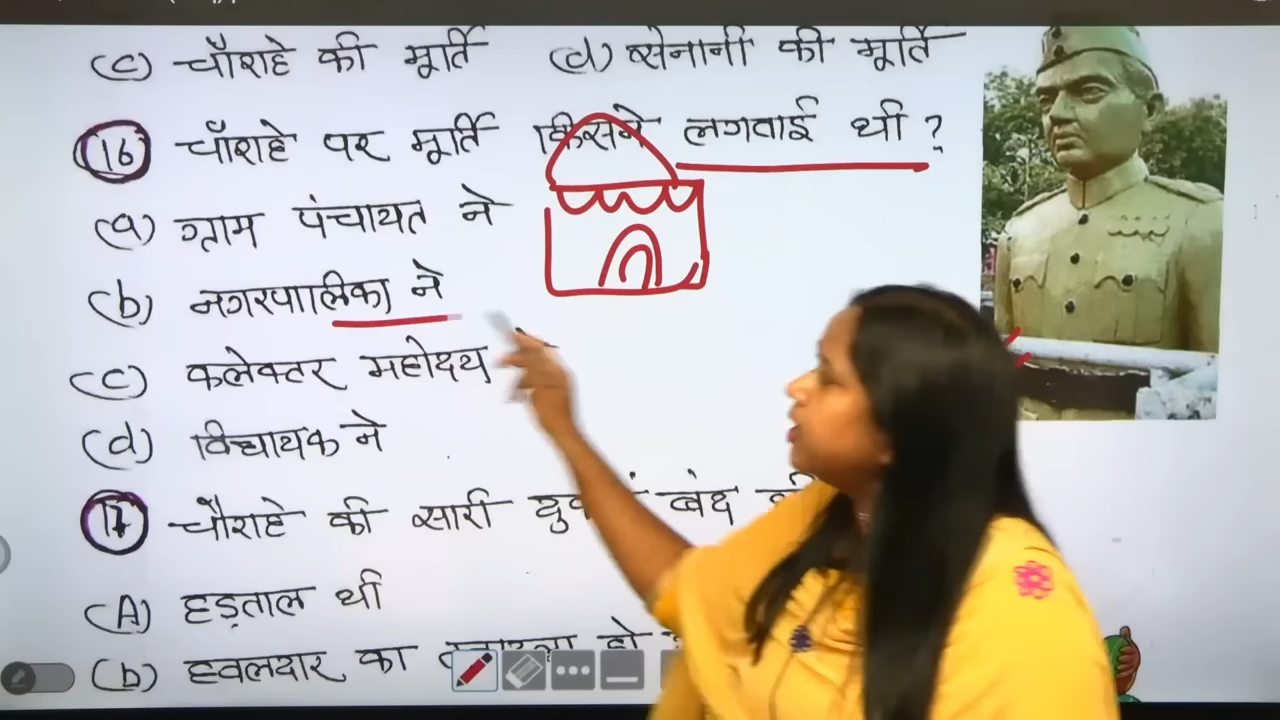 (c) चौराहे की मूर्ति (d) सेनानी की मूर्ति
(16) चौराहे पर मूर्ति किसने लगवाई थी ?
(a) ग्राम पंचायत ने
(b) नगरपालिका ने
(c) कलेक्टर महोदय
(d) विधायक ने
(17) चौराहे की सारी बंद
(A) हड़ताल थी
(b) हवलदार का हो